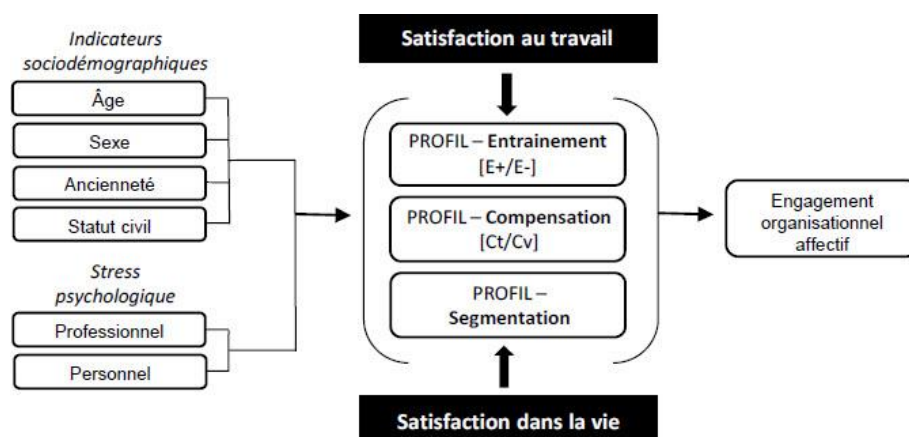 Indicateurs
sociodémographiques
Âge
Sexe
Ancienneté
Statut civil
Stress
psychologique
Professionnel
Personnel
Satisfaction au travail
PROFIL – Entrainement
[E+/E-]
PROFIL – Compensation
[Ct/Cv]
PROFIL –
Segmentation
Satisfaction dans la vie
Engagement
organisationnel
affectif